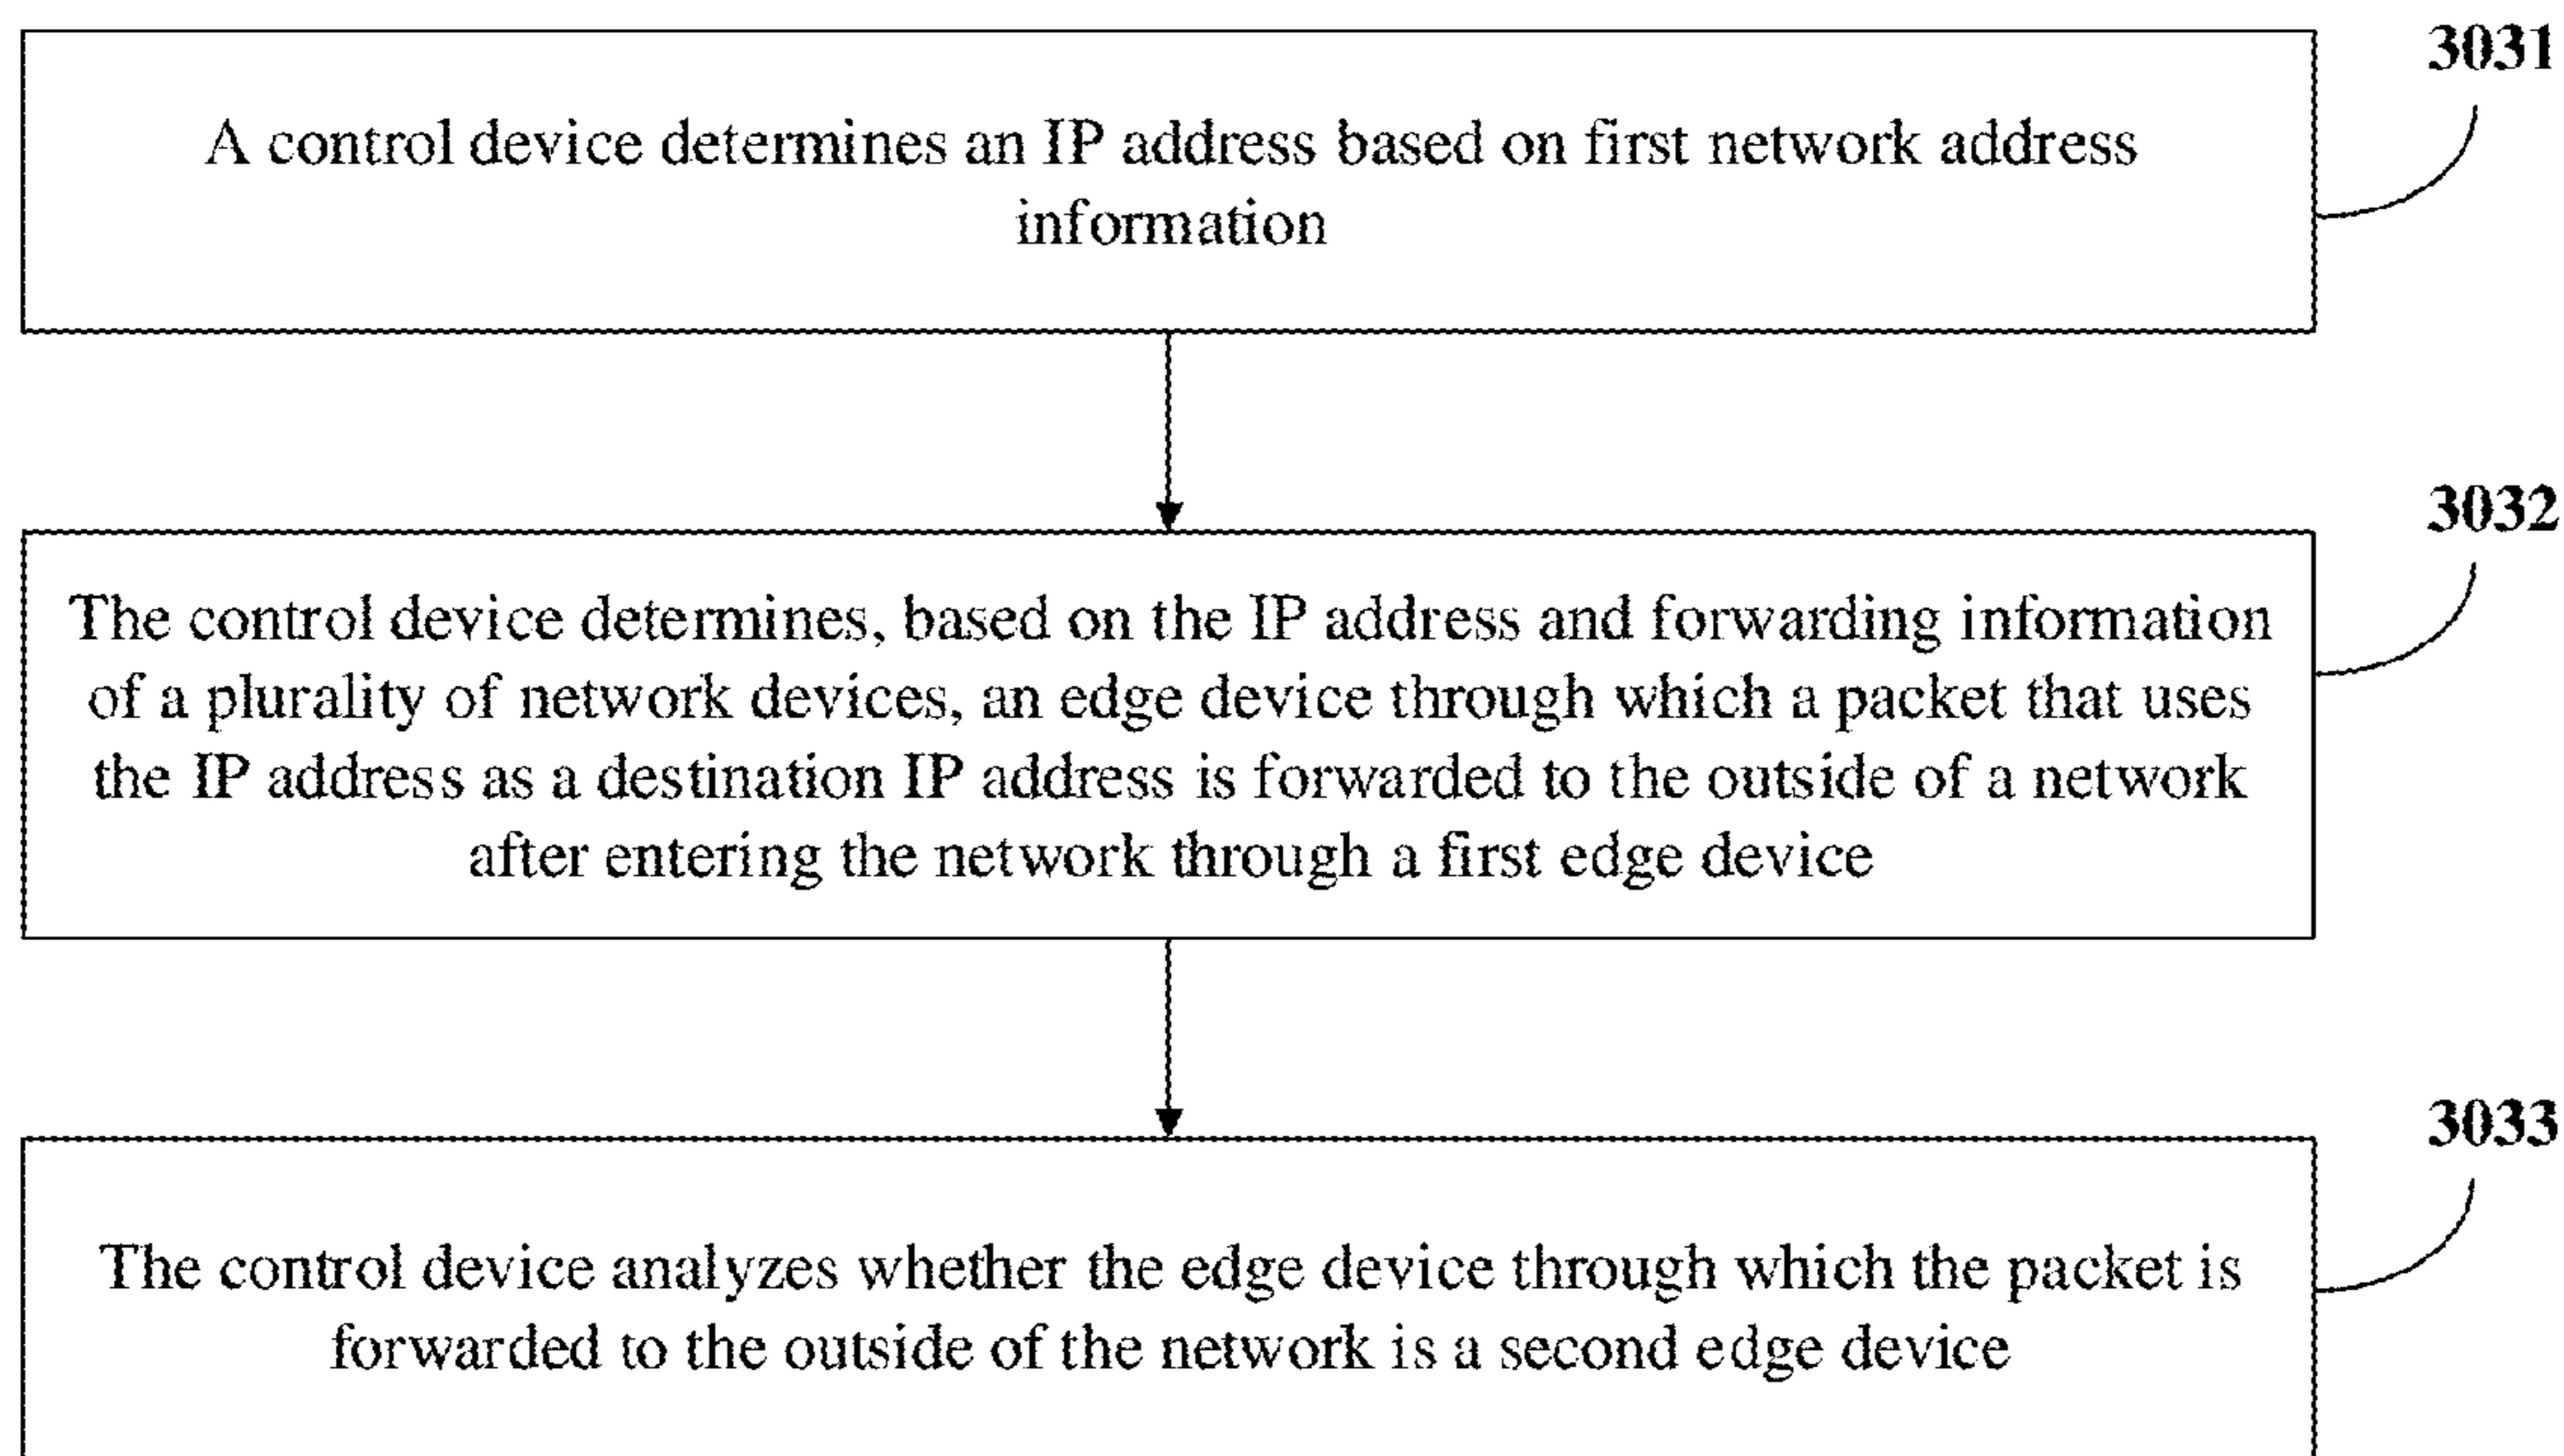 3031
A control device determines an IP address based on first network address
information
3032
The control device determines, based on the IP address and forwarding information
of a plurality of network devices, an edge device through which a packet that uses
the IP address as a destination IP address is forwarded to the outside of a network
after entering the network through a first edge device
3033
The control device analyzes whether the edge device through which the packet is
forwarded to the outside of the network is a second edge device